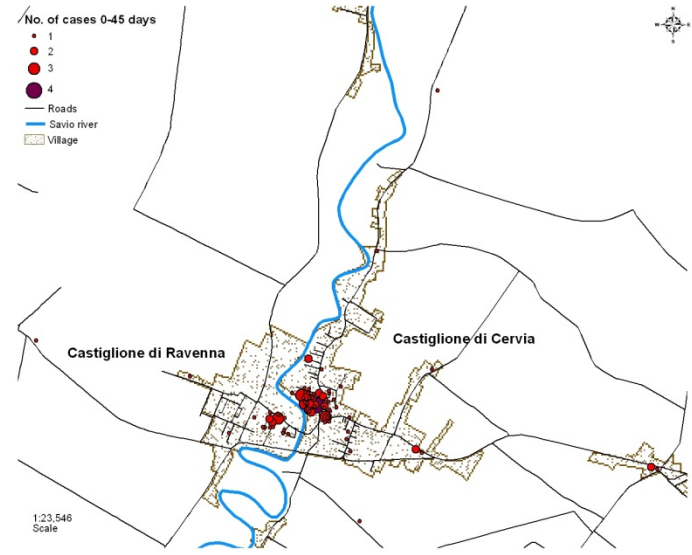 No. of cases 0-45 days
1
2
3
4
Roads
Savio river
Village
Castiglione di Ravenna
Castiglione di Cervia
1:23,546
Scale